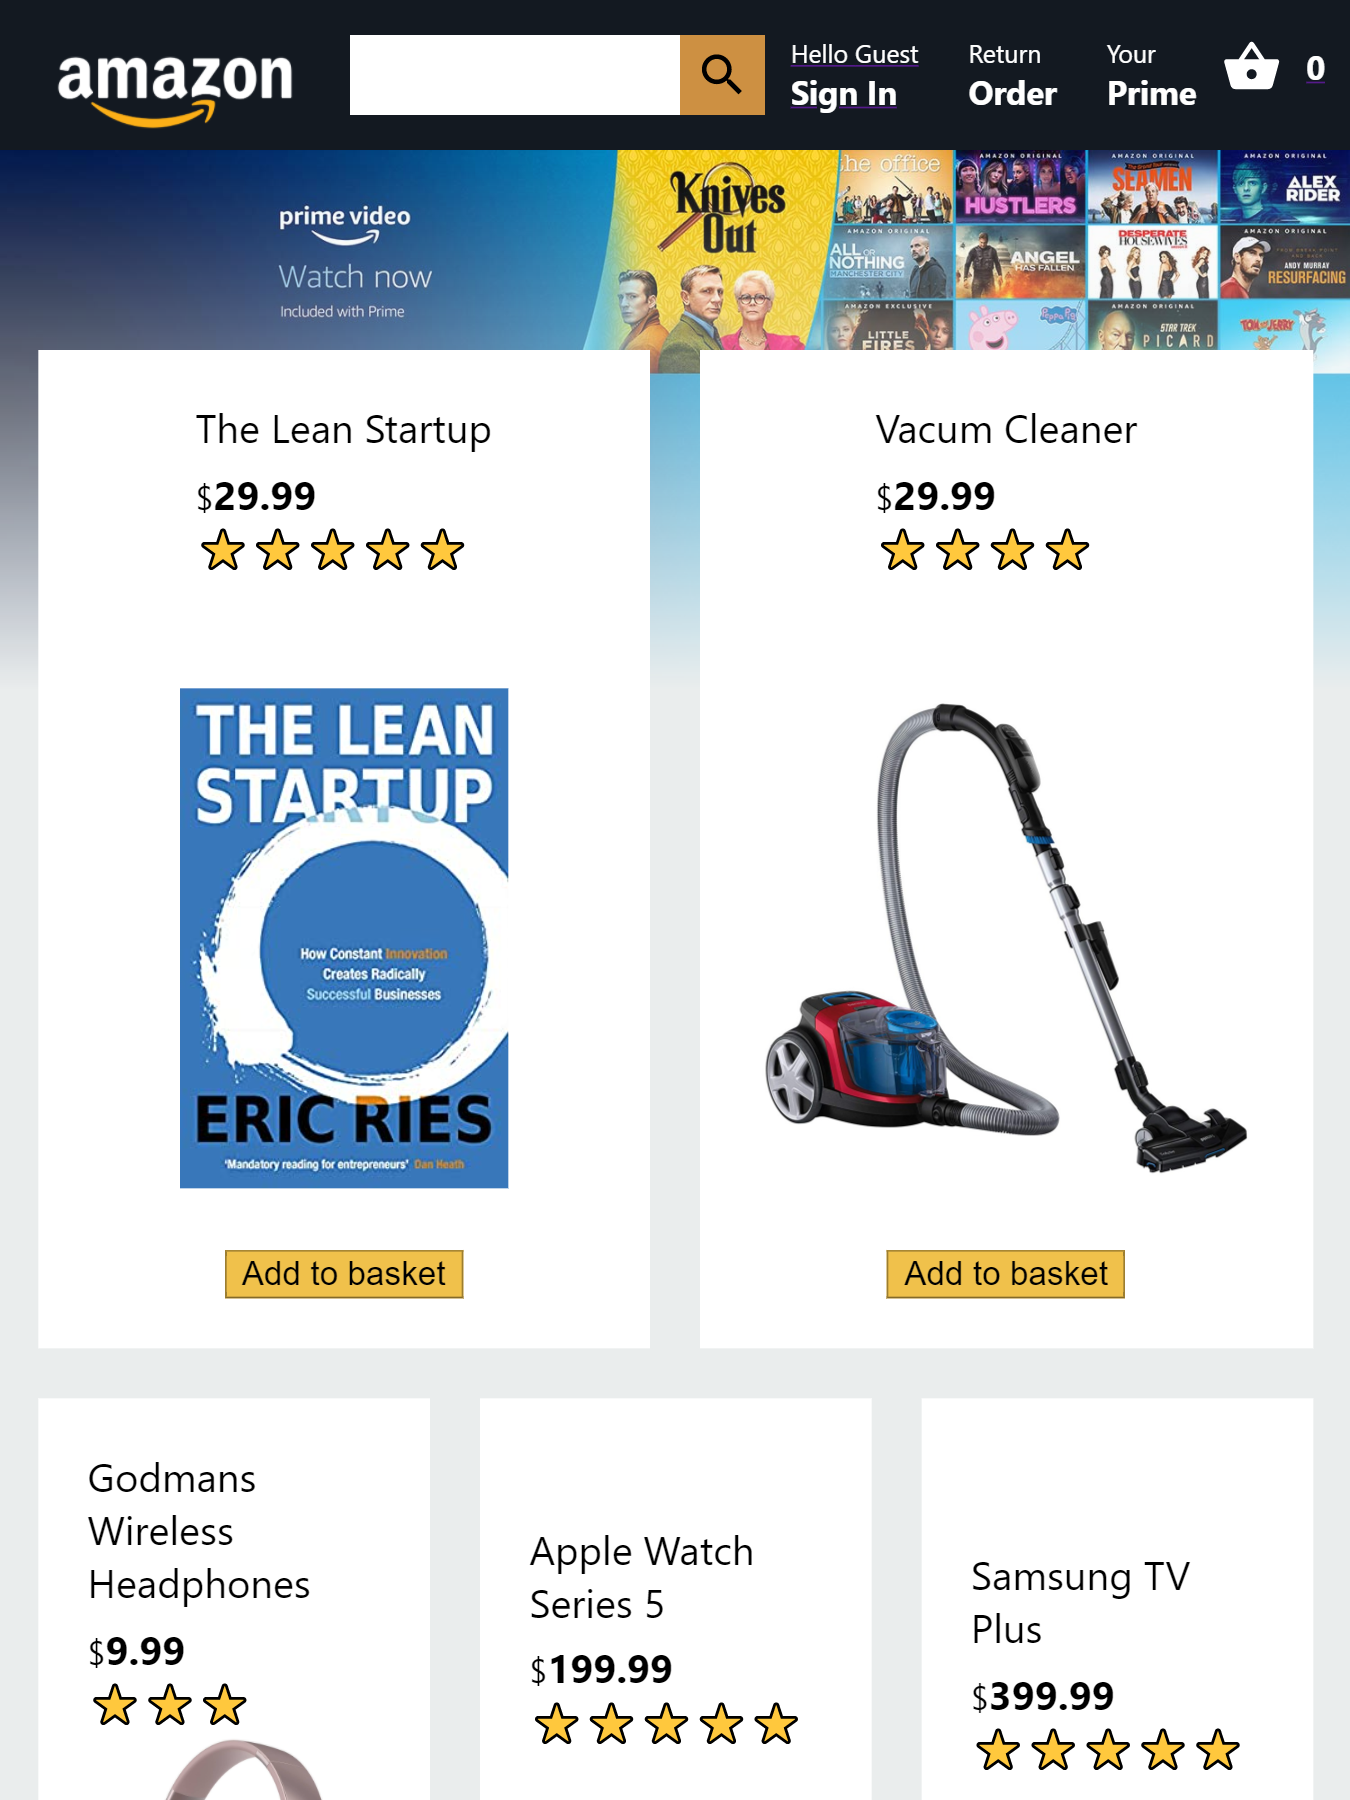 amazon
Hello Guest
Sign In
Return
Order
Your
Prime
0
prime video
Watch now
Included with Prime
Knives
Out
the office
AMAZON ORIGINAL
HUSTLERS
AMAZON ORIGINAL
SEAMEN
AMAZON ORIGINAL
ALEX
RIDER
AMAZON ORIGINAL
ALL OR
NOTHING
MANCHESTER CITY
ANGEL
HAS FALLEN
DESPERATE
HOUSEWIVES
AMAZON ORIGINAL
ANDY MURRAY
RESURFACING
AMAZON EXCLUSIVE
LITTLE
FIRES
Peppa Pig
AMAZON ORIGINAL
STAR TREK
PICARD
TOM AND JERRY
The Lean Startup
$29.99
Vacum Cleaner
$29.99
THE LEAN
STARTUP
How Constant Innovation
Creates Radically
Successful Businesses
ERIC RIES
'Mandatory reading for entrepreneurs' Dan Heath
Add to basket
Add to basket
Godmans
Wireless
Headphones
$9.99
Apple Watch
Series 5
$199.99
Samsung TV
Plus
$399.99